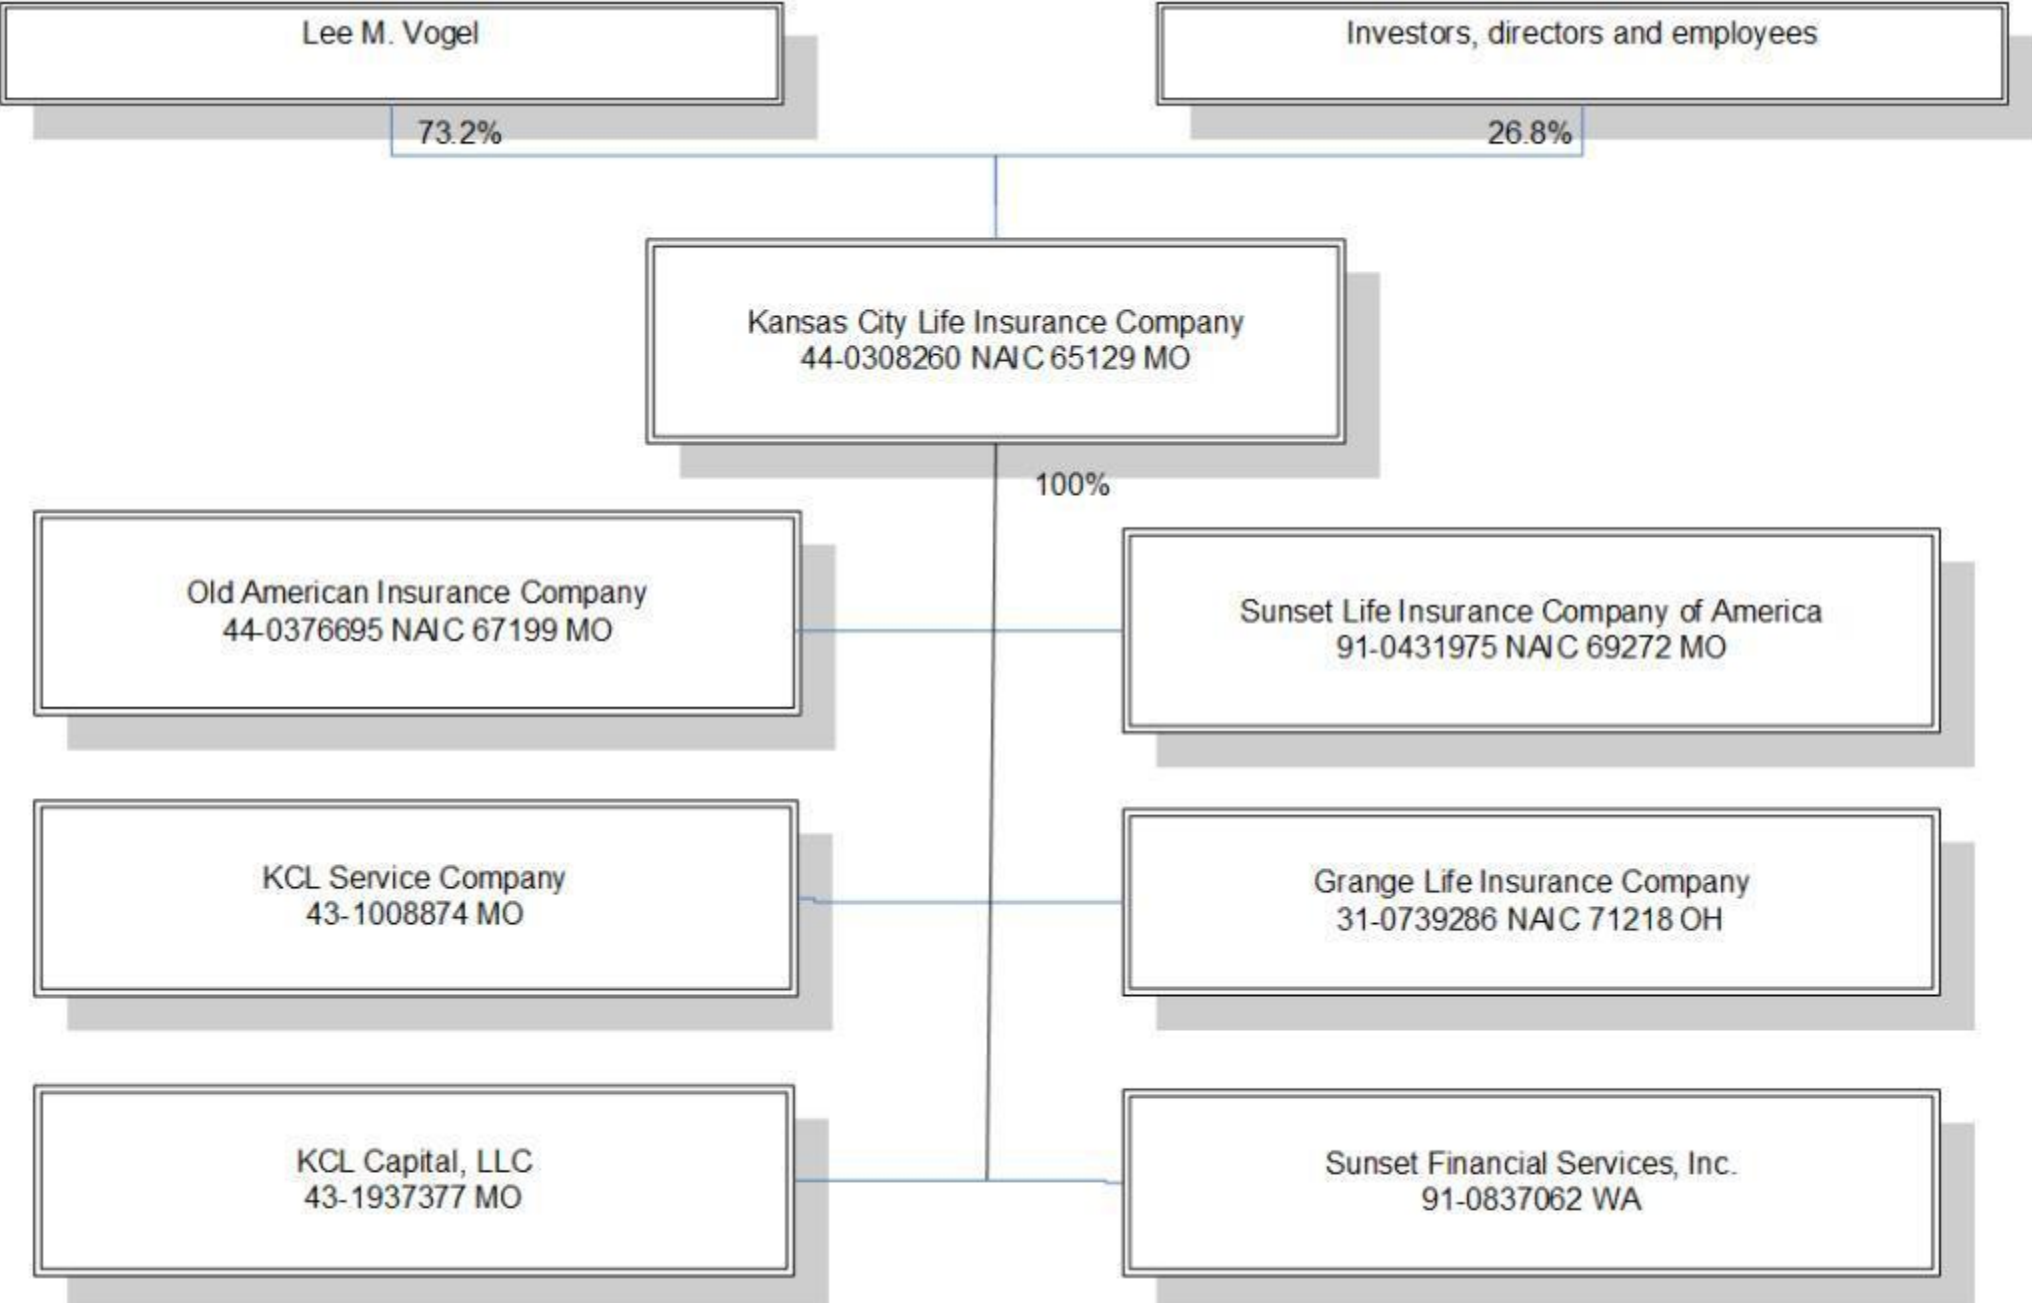 Lee M. Vogel
Investors, directors and employees
73.2%
26.8%
Kansas City Life Insurance Company
44-0308260 NAIC 65129 MO
100%
Old American Insurance Company
44-0376695 NAIC 67199 MO
Sunset Life Insurance Company of America
91-0431975 NAIC 69272 MO
KCL Service Company
43-1008874 MO
Grange Life Insurance Company
31-0739286 NAIC 71218 OH
KCL Capital, LLC
43-1937377 MO
Sunset Financial Services, Inc.
91-0837062 WA